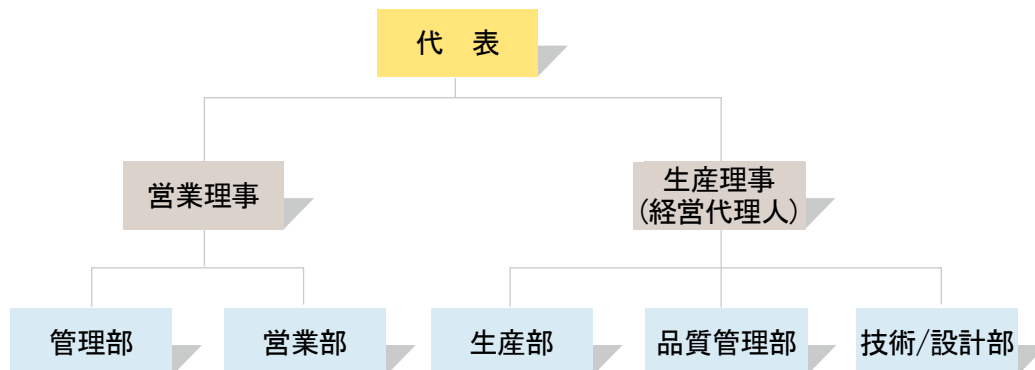 代　表
営業理事
生産理事
(経営代理人)
管理部
営業部
生産部
品質管理部
技術/設計部